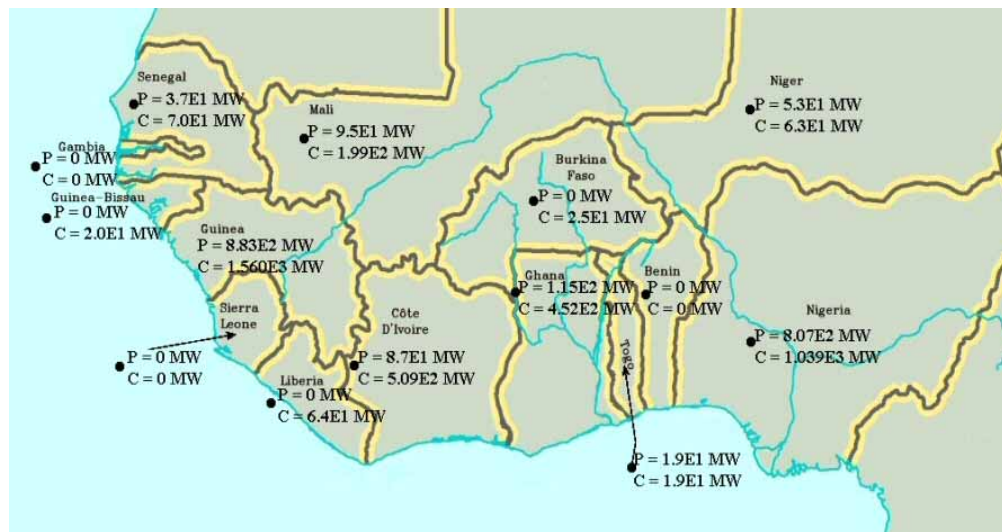 Senegal
P = 3.7E1 MW
C = 7.0E1 MW
Mali
P = 9.5E1 MW
C = 1.99E2 MW
Niger
P = 5.3E1 MW
C = 6.3E1 MW
Gambia
P = 0 MW
C = 0 MW
Guinea-Bissau
P = 0 MW
C = 2.0E1 MW
Burkina
Faso
P = 0 MW
C = 2.5E1 MW
Guinea
P = 8.83E2 MW
C = 1.560E3 MW
Ghana
P = 1.15E2 MW
C = 4.52E2 MW
Benin
P = 0 MW
C = 0 MW
Sierra
Leone
P = 0 MW
C = 0 MW
Côte
D'Ivoire
P = 8.7E1 MW
C = 5.09E2 MW
Nigeria
P = 8.07E2 MW
C = 1.039E3 MW
Liberia
P = 0 MW
C = 6.4E1 MW
Togo
P = 1.9E1 MW
C = 1.9E1 MW